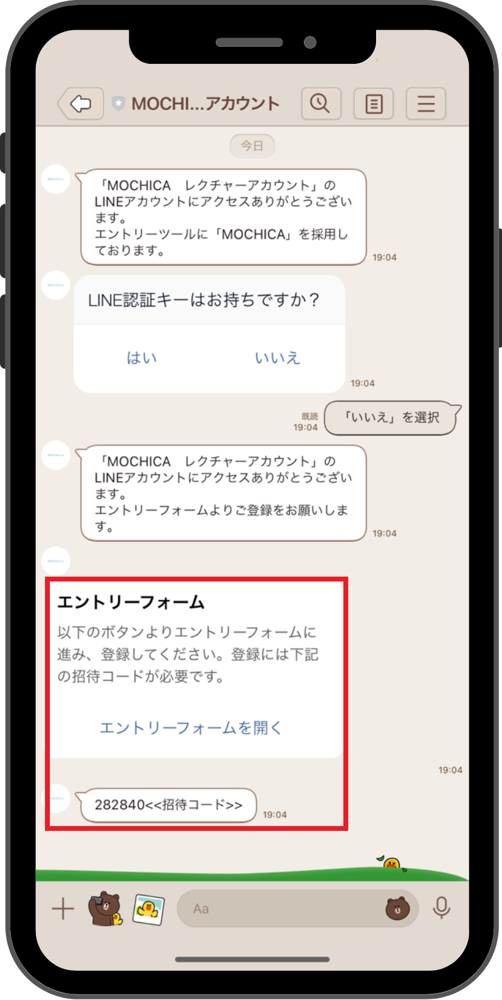 MOCHI...アカウント
今日
「MOCHICA　レクチャーアカウント」の
LINEアカウントにアクセスありがとうござい
ます。
エントリーツールに「MOCHICA」を採用し
ております。
19:04
LINE認証キーはお持ちですか？
はい いいえ
19:04
既読
19:04
「いいえ」を選択
「MOCHICA　レクチャーアカウント」の
LINEアカウントにアクセスありがとうござい
ます。
エントリーフォームよりご登録をお願いしま
す。
19:04
エントリーフォーム
以下のボタンよりエントリーフォームに
進み、登録してください。登録には下記
の招待コードが必要です。
エントリーフォームを開く
19:04
282840<<招待コード>>
19:04
Aa